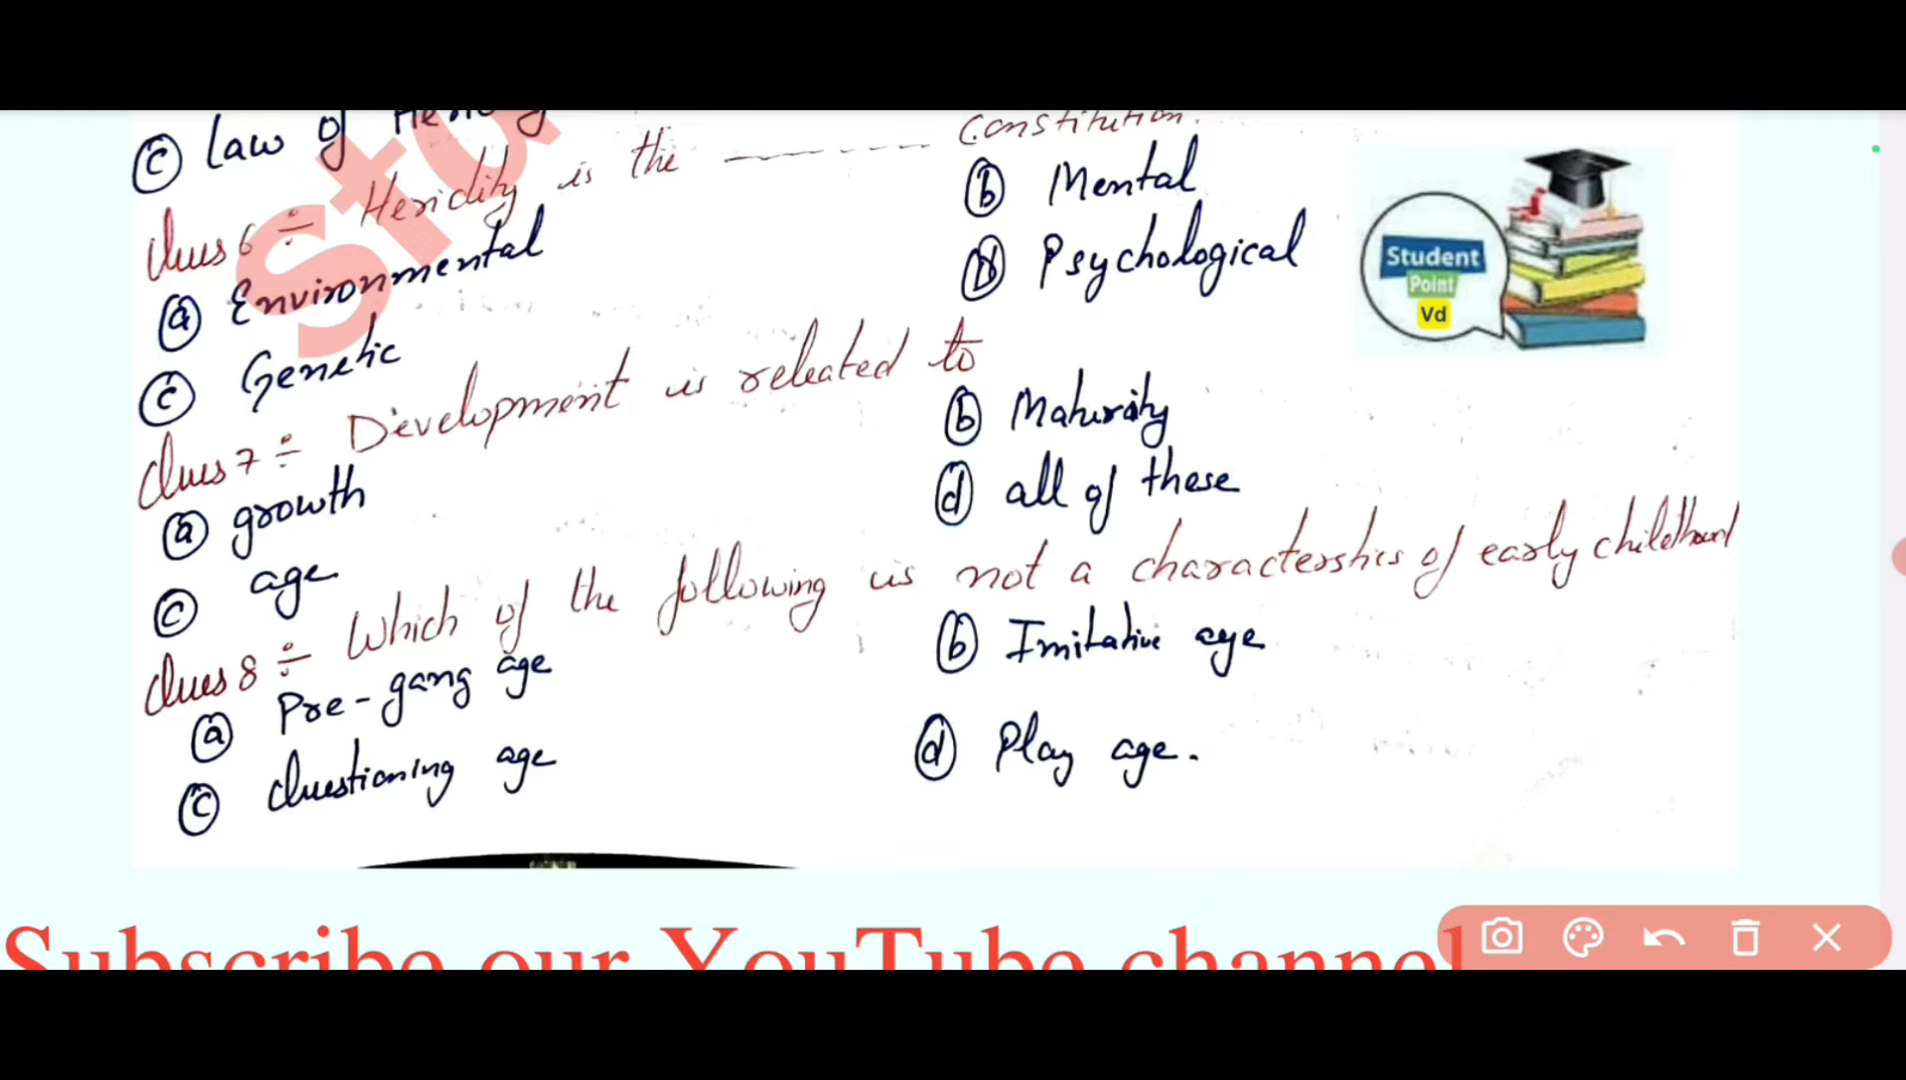 (c) Law of
Constitution.
Ques 6 ÷ Heridity is the --------
(a) Environmental (b) Mental
(c) Genetic (d) Psychological
Student
Point
Vd
Ques 7 ÷ Development is releated to
(a) growth (b) Maturity
(c) age (d) all of these
Ques 8 ÷ Which of the following is not a characterstics of early childhood
(a) Pre-gang age (b) Imitative age
(c) Questioning age (d) Play age.
Subscribe our YouTube channel